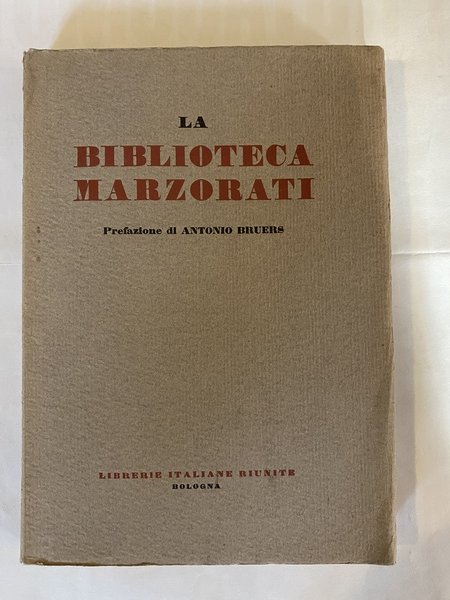 LA
BIBLIOTECA
MARZORATI
Prefazione di ANTONIO BRUERS
LIBRERIE ITALIANE RIUNITE
BOLOGNA